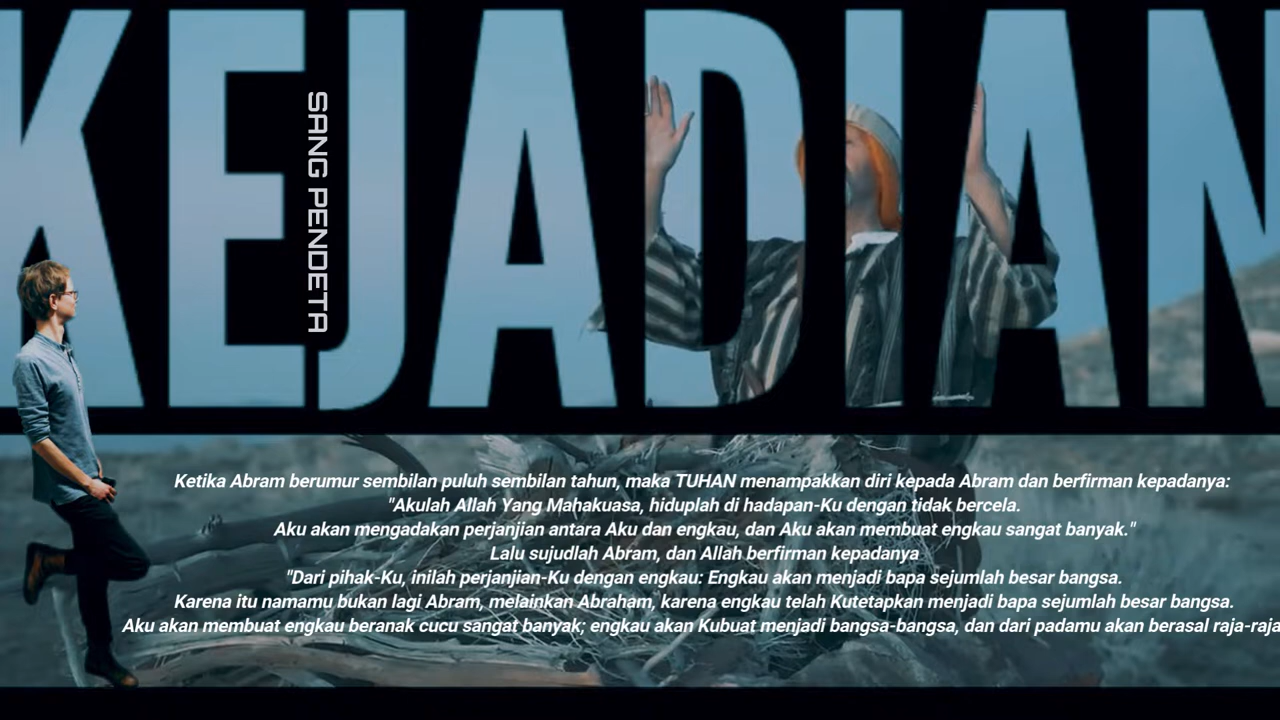 KEJADIAN
SANG PENDETA
Ketika Abram berumur sembilan puluh sembilan tahun, maka TUHAN menampakkan diri kepada Abram dan berfirman kepadanya:
"Akulah Allah Yang Mahakuasa, hiduplah di hadapan-Ku dengan tidak bercela.
Aku akan mengadakan perjanjian antara Aku dan engkau, dan Aku akan membuat engkau sangat banyak."
Lalu sujudlah Abram, dan Allah berfirman kepadanya
"Dari pihak-Ku, inilah perjanjian-Ku dengan engkau: Engkau akan menjadi bapa sejumlah besar bangsa.
Karena itu namamu bukan lagi Abram, melainkan Abraham, karena engkau telah Kutetapkan menjadi bapa sejumlah besar bangsa.
Aku akan membuat engkau beranak cucu sangat banyak; engkau akan Kubuat menjadi bangsa-bangsa, dan dari padamu akan berasal raja-raja